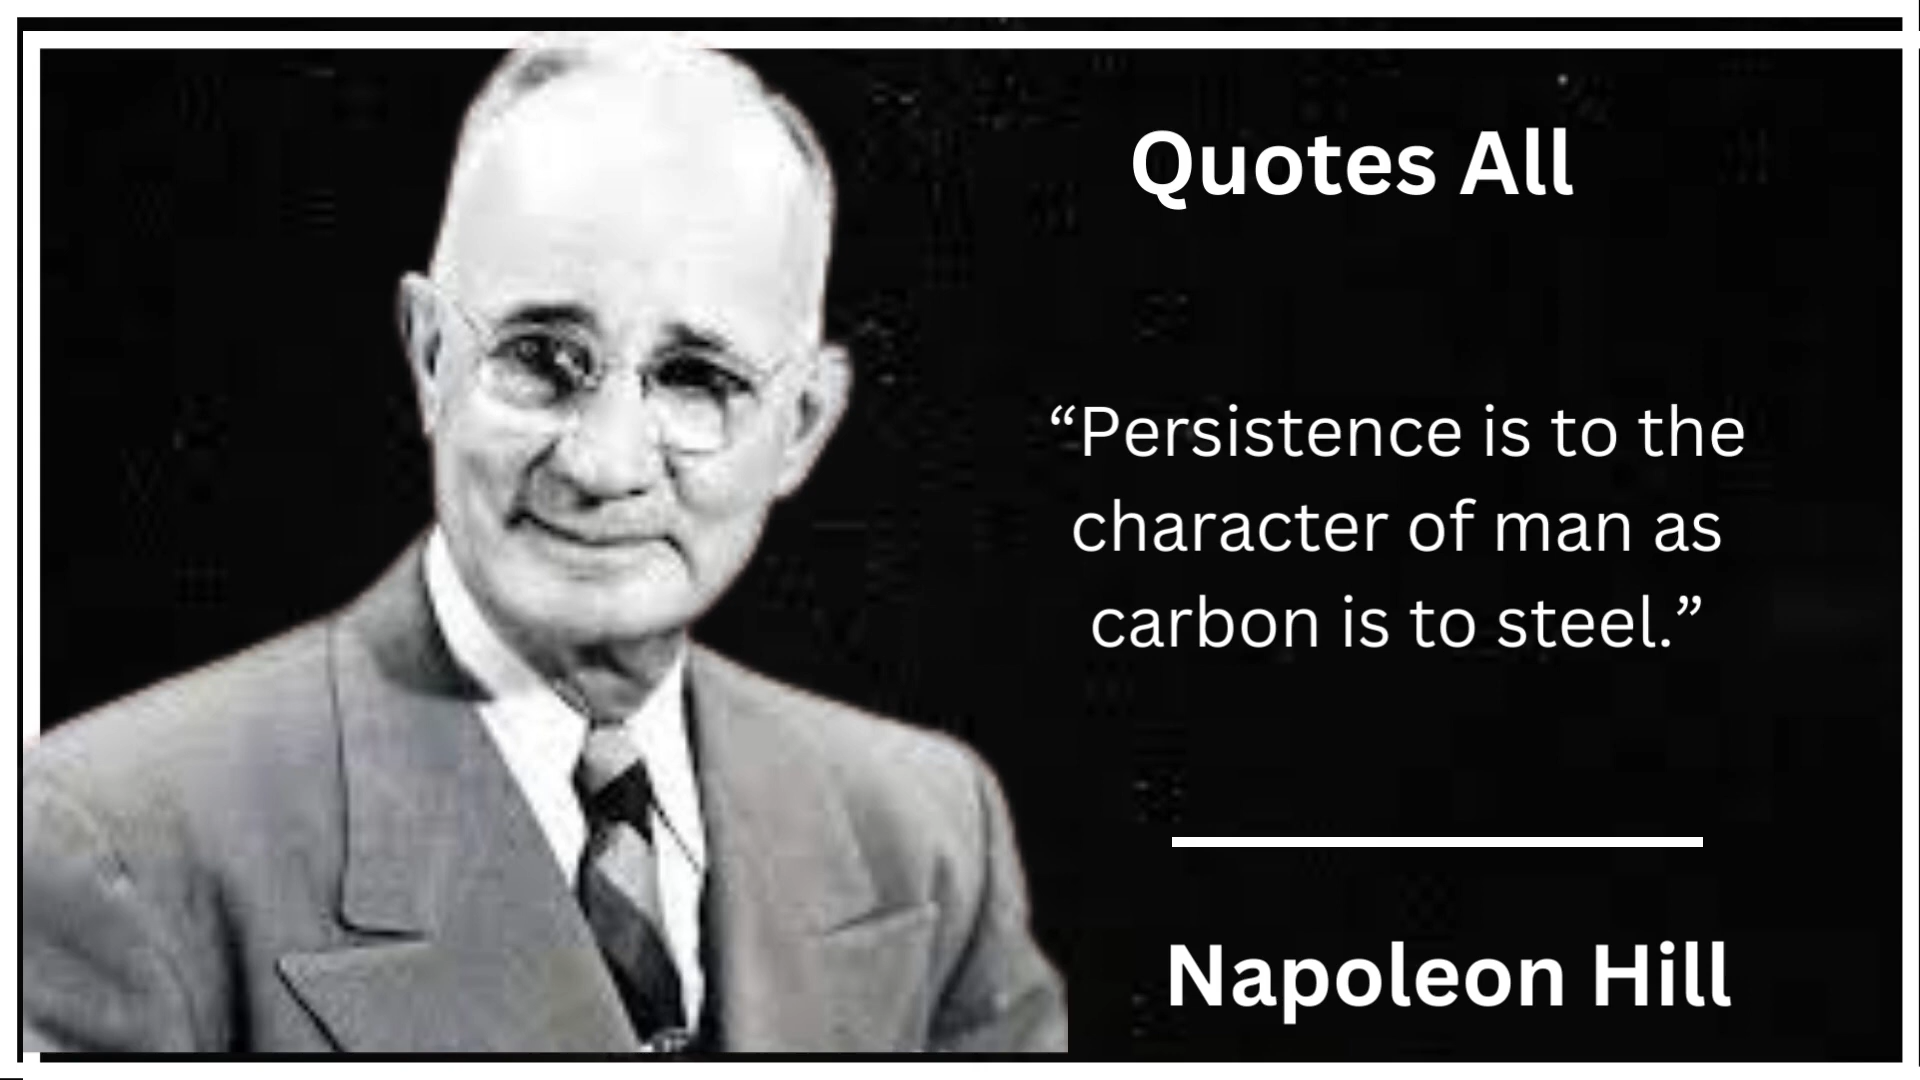 Quotes All
“Persistence is to the
character of man as
carbon is to steel.”
Napoleon Hill